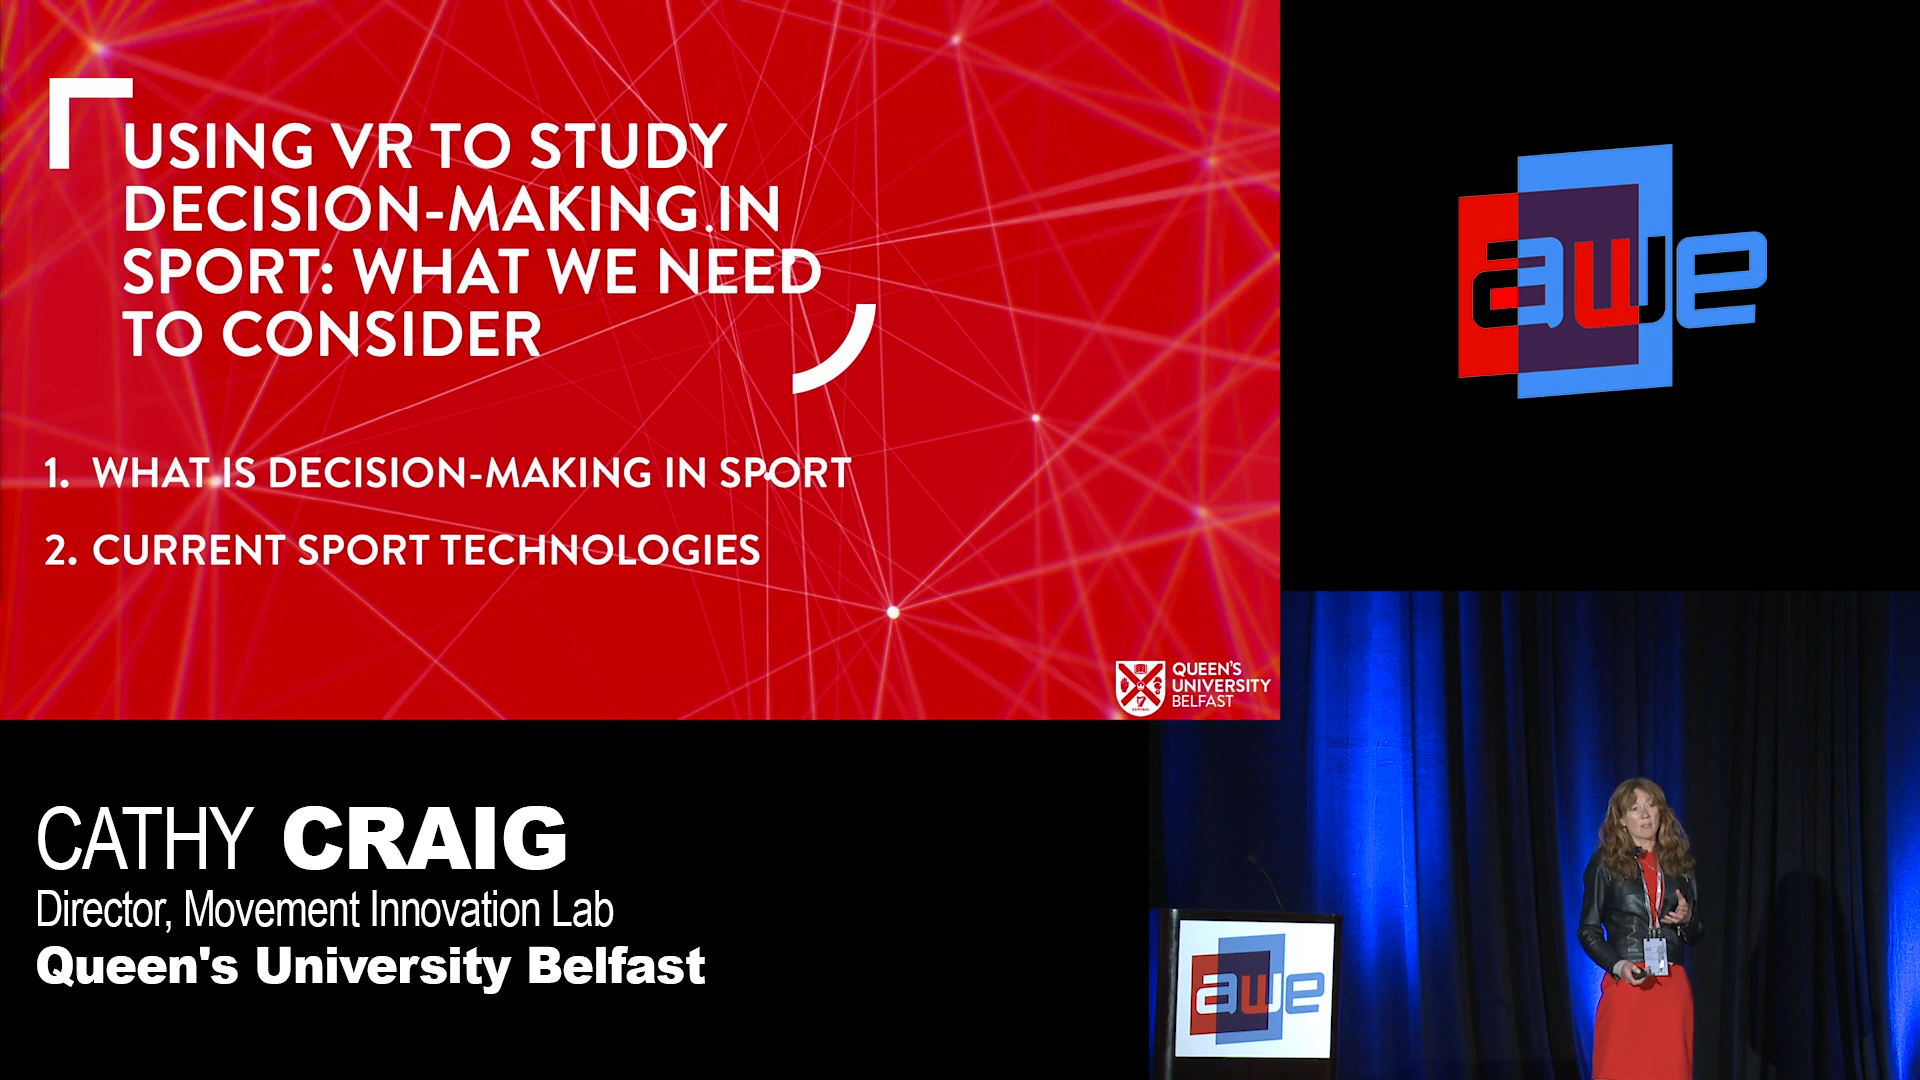 USING VR TO STUDY
DECISION-MAKING IN
SPORT: WHAT WE NEED
TO CONSIDER
1. WHAT IS DECISION-MAKING IN SPORT
2. CURRENT SPORT TECHNOLOGIES
QUEEN'S
UNIVERSITY
BELFAST
awe
CATHY CRAIG
Director, Movement Innovation Lab
Queen's University Belfast
awe